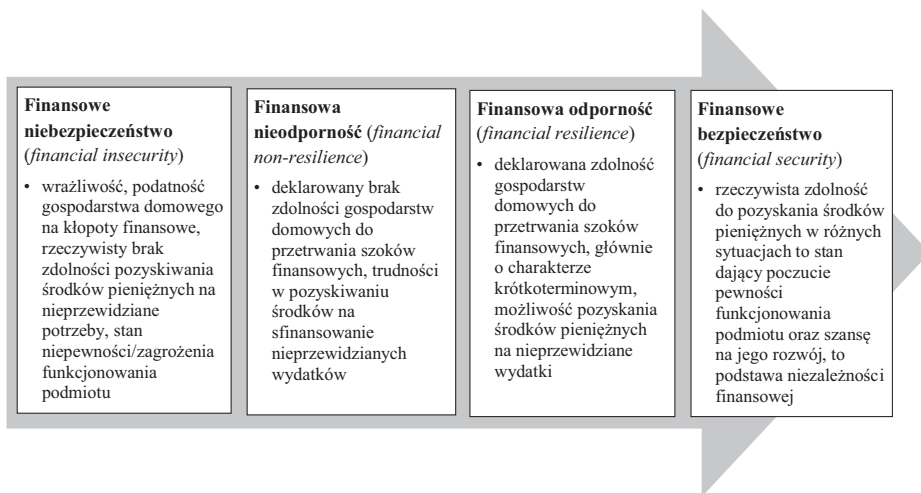 Finansowe
niebezpieczeństwo
(financial insecurity)
• wrażliwość, podatność
gospodarstwa domowego
na kłopoty finansowe,
rzeczywisty brak
zdolności pozyskiwania
środków pieniężnych na
nieprzewidziane
potrzeby, stan
niepewności/zagrożenia
funkcjonowania
podmiotu
Finansowa
nieodporność (financial
non-resilience)
• deklarowany brak
zdolności gospodarstw
domowych do
przetrwania szoków
finansowych, trudności
w pozyskiwaniu
środków na
sfinansowanie
nieprzewidzianych
wydatków
Finansowa odporność
(financial resilience)
• deklarowana zdolność
gospodarstw
domowych do
przetrwania szoków
finansowych, głównie
o charakterze
krótkoterminowym,
możliwość pozyskania
środków pieniężnych
na nieprzewidziane
wydatki
Finansowe
bezpieczeństwo
(financial security)
• rzeczywista zdolność
do pozyskania środków
pieniężnych w różnych
sytuacjach to stan
dający poczucie
pewności
funkcjonowania
podmiotu oraz szansę
na jego rozwój, to
podstawa niezależności
finansowej